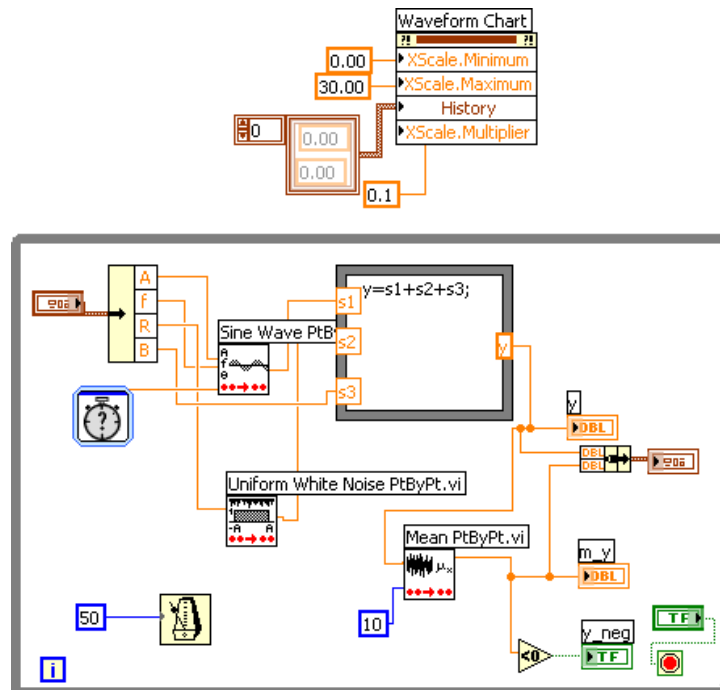 Waveform Chart
?! ?!
0.00
XScale.Minimum
30.00
XScale.Maximum
0
0.00
0.00
History
XScale.Multiplier
0.1
A
f
R
B
y=s1+s2+s3;
s1
s2
s3
y
Sine Wave PtBy
A
f
?
y
DBL
DBL
DBL
Uniform White Noise PtByPt.vi
-A A
Mean PtByPt.vi
μx
m_y
DBL
50
10
<0
y_neg
TF
TF
i